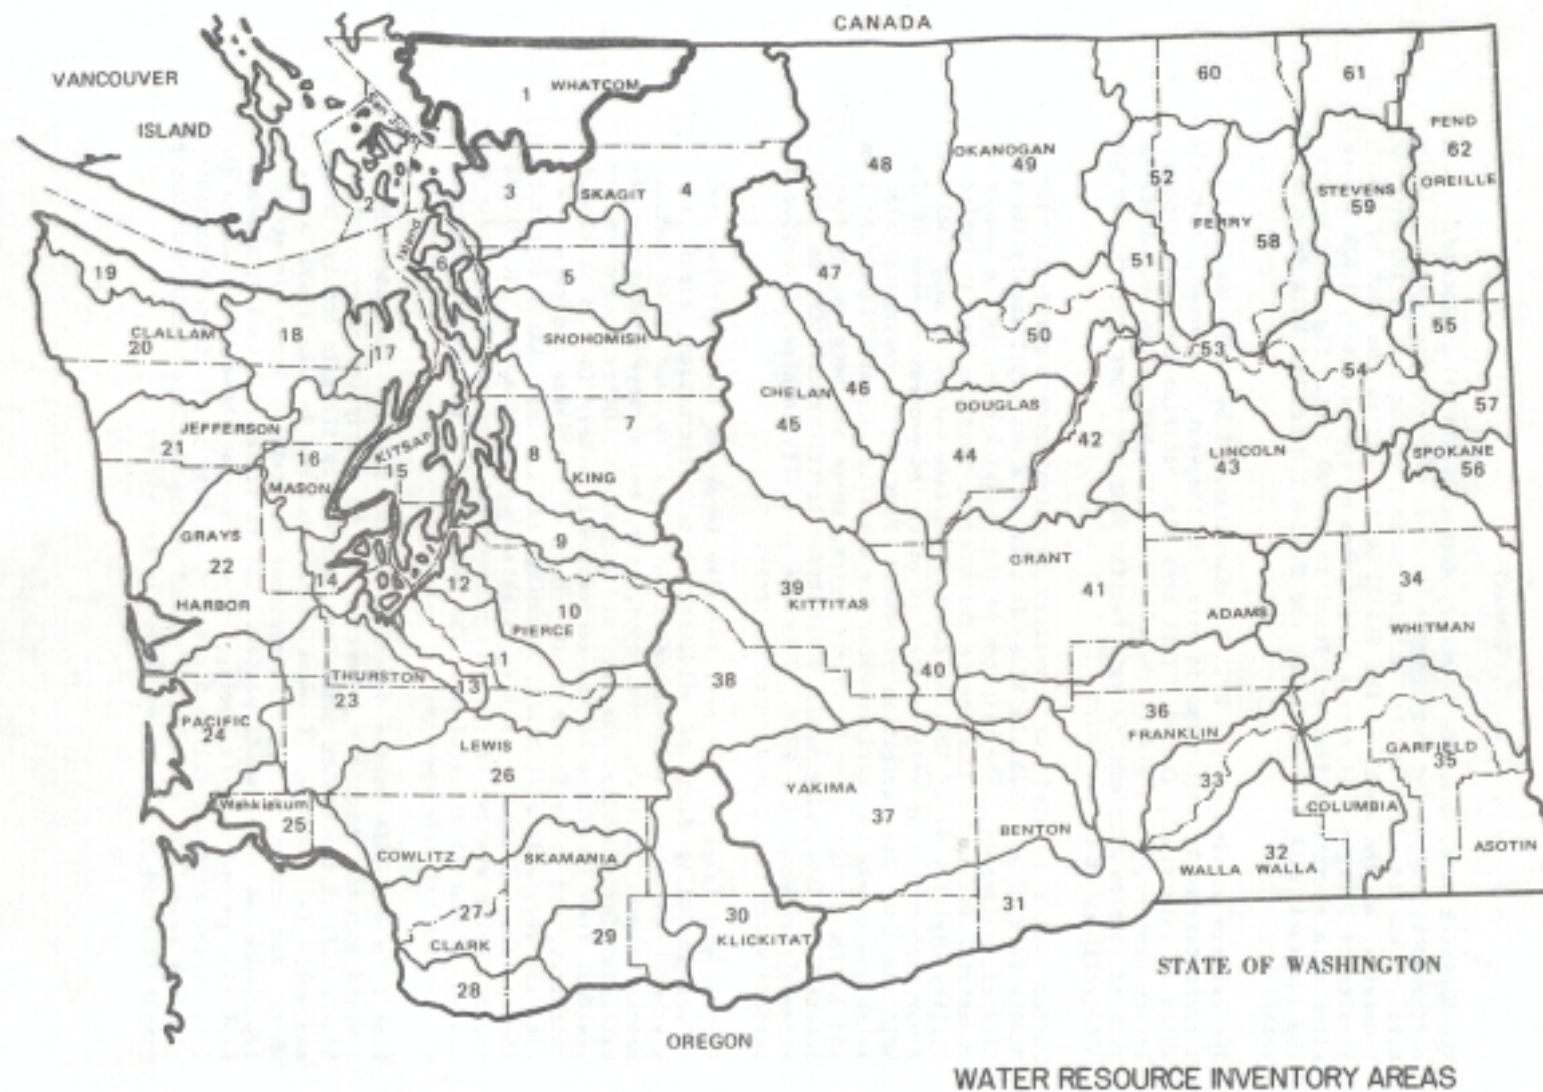 CANADA
VANCOUVER
ISLAND
1 WHATCOM
60
61
PEND
62
OREILLE
San Juan
2
3
SKAGIT
4
48
OKANOGAN
49
52
STEVENS
59
FERRY
58
Island
6
19
5
47
51
CLALLAM
20
18
17
SNOHOMISH
50
53
55
54
CHELAN
45
46
DOUGLAS
44
42
57
JEFFERSON
21
16
KITSAP
15
7
8
KING
LINCOLN
43
SPOKANE
56
MASON
GRAYS
22
HARBOR
14
9
12
10
PIERCE
39
KITTITAS
GRANT
41
ADAMS
34
WHITMAN
11
THURSTON
23
13
38
40
PACIFIC
24
36
FRANKLIN
LEWIS
26
GARFIELD
35
33
YAKIMA
37
Wahkiakum
25
COLUMBIA
BENTON
COWLITZ
SKAMANIA
32
WALLA WALLA
ASOTIN
27
CLARK
29
30
KLICKITAT
31
28
STATE OF WASHINGTON
OREGON
WATER RESOURCE INVENTORY AREAS